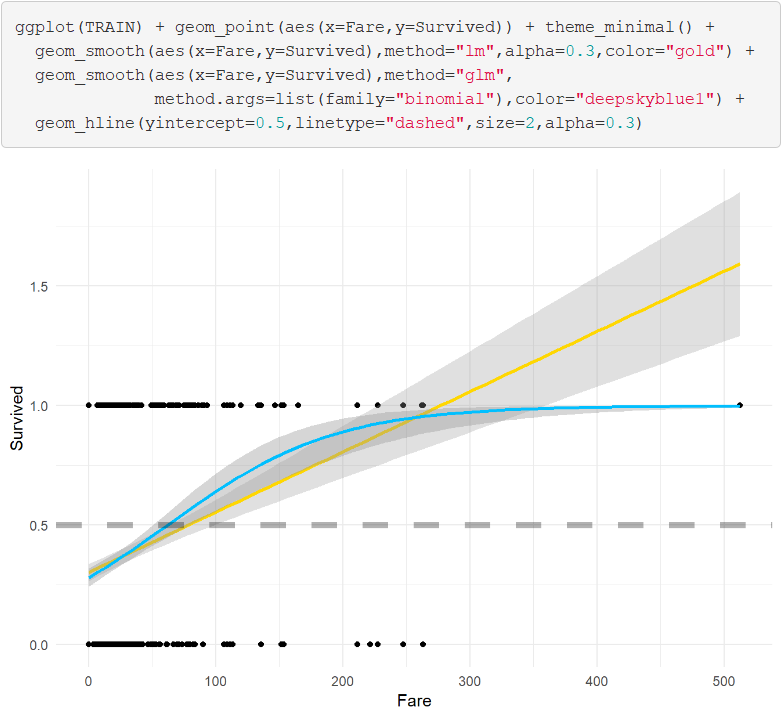 ggplot(TRAIN) + geom_point(aes(x=Fare,y=Survived)) + theme_minimal() +
  geom_smooth(aes(x=Fare,y=Survived),method="lm",alpha=0.3,color="gold") +
  geom_smooth(aes(x=Fare,y=Survived),method="glm",
              method.args=list(family="binomial"),color="deepskyblue1") +
  geom_hline(yintercept=0.5,linetype="dashed",size=2,alpha=0.3)
1.5
1.0
0.5
0.0
Survived
0 100 200 300 400 500
Fare